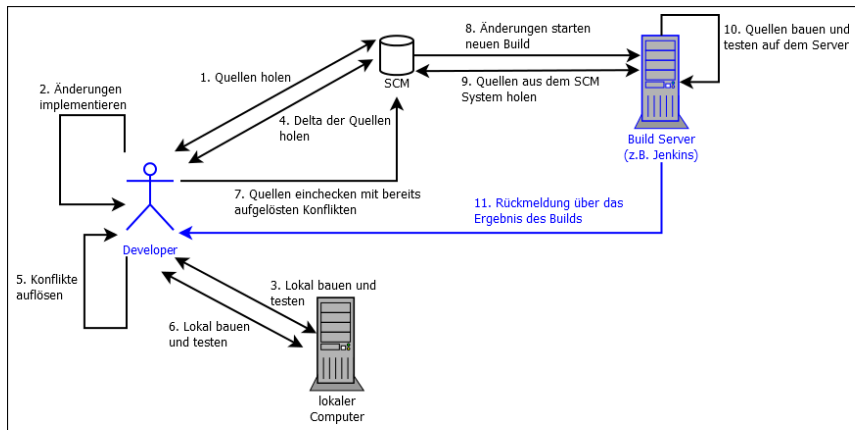 8. Änderungen starten
neuen Build
10. Quellen bauen und
testen auf dem Server
1. Quellen holen
SCM
9. Quellen aus dem SCM
System holen
2. Änderungen
implementieren
4. Delta der Quellen
holen
Build Server
(z.B. Jenkins)
7. Quellen einchecken mit bereits
aufgelösten Konflikten
11. Rückmeldung über das
Ergebnis des Builds
Developer
5. Konflikte
auflösen
3. Lokal bauen und
testen
6. Lokal bauen
und testen
lokaler
Computer